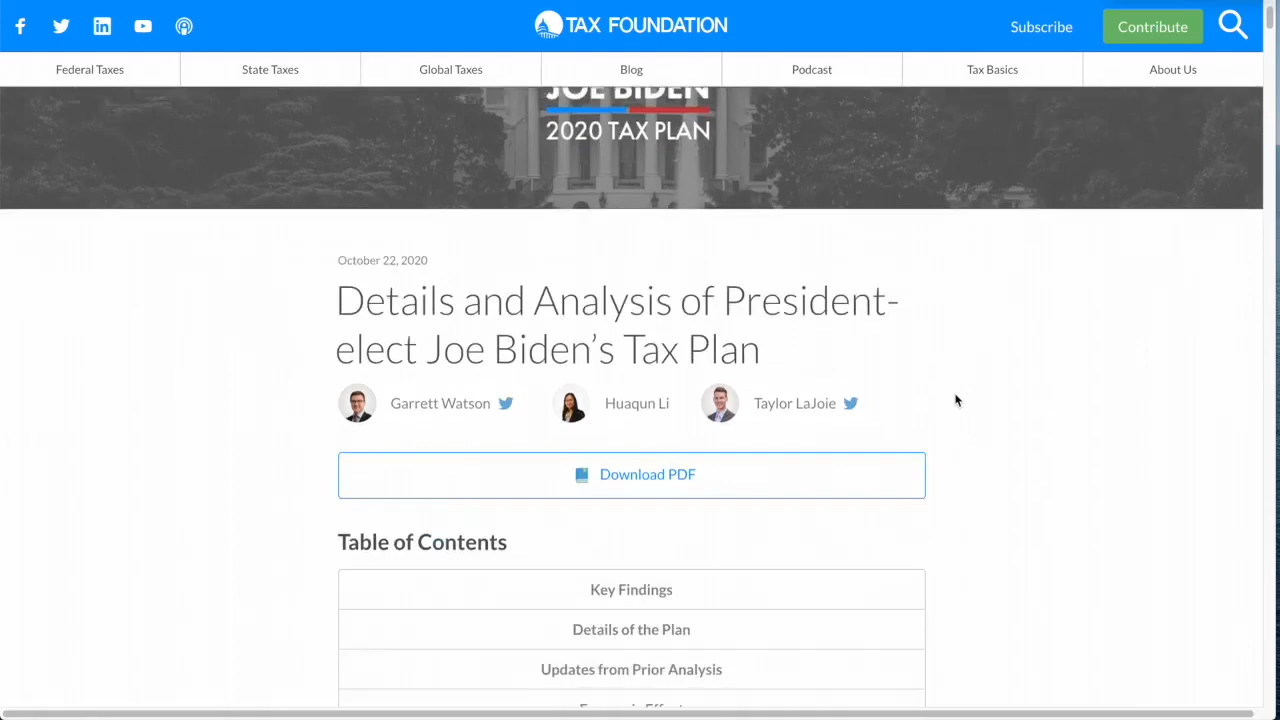 TAX FOUNDATION
Subscribe
Contribute
Federal Taxes
State Taxes
Global Taxes
Blog
Podcast
Tax Basics
About Us
JOE BIDEN
2020 TAX PLAN
October 22, 2020
Details and Analysis of President-
elect Joe Biden’s Tax Plan
Garrett Watson
Huaqun Li
Taylor LaJoie
Download PDF
Table of Contents
Key Findings
Details of the Plan
Updates from Prior Analysis